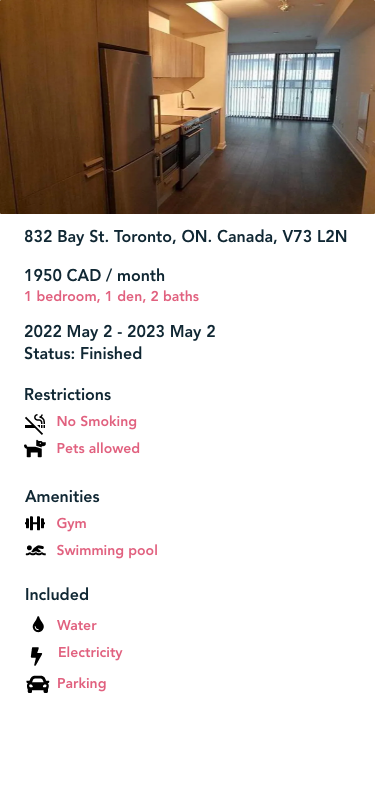 832 Bay St. Toronto, ON. Canada, V73 L2N
1950 CAD / month
1 bedroom, 1 den, 2 baths
2022 May 2 - 2023 May 2
Status: Finished
Restrictions
No Smoking
Pets allowed
Amenities
Gym
Swimming pool
Included
Water
Electricity
Parking